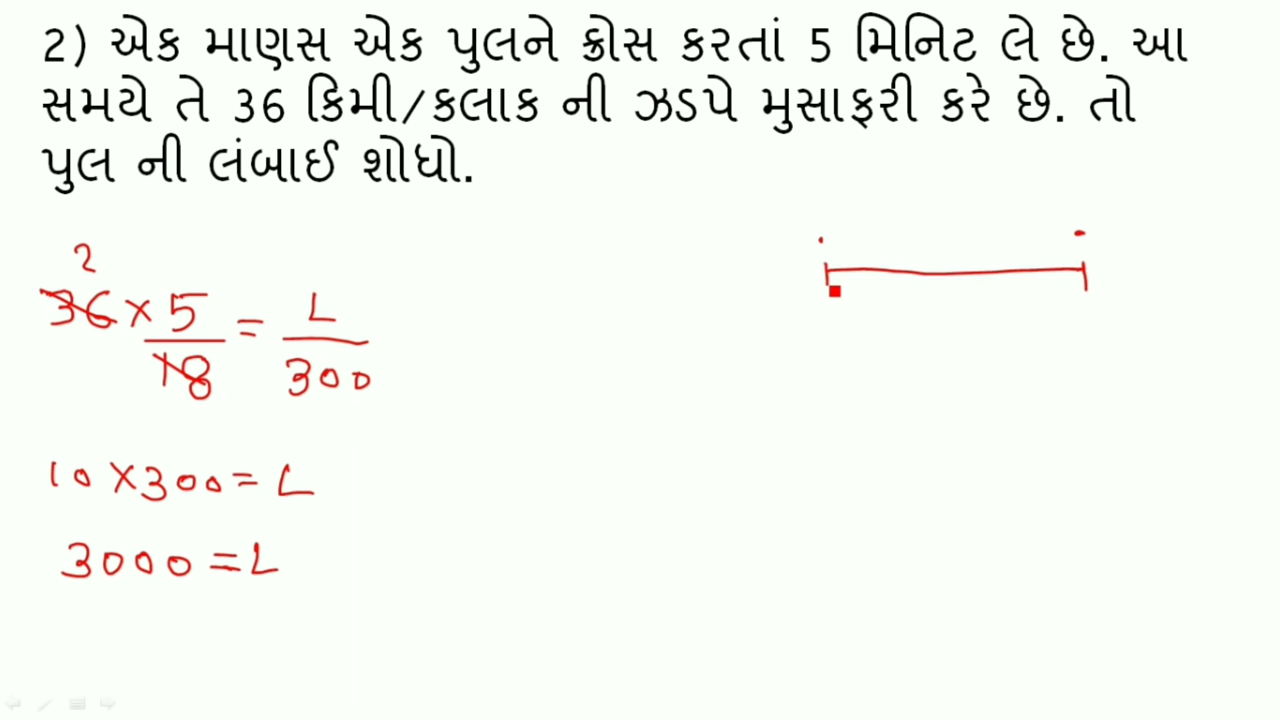 2) એક માણસ એક પુલને ક્રોસ કરતાં 5 મિનિટ લે છે. આ
સમયે તે 36 કિમી/કલાક ની ઝડપે મુસાફરી કરે છે. તો
પુલ ની લંબાઈ શોધો.
2
36 × 5 / 18 = L / 300
10 × 300 = L
3000 = L